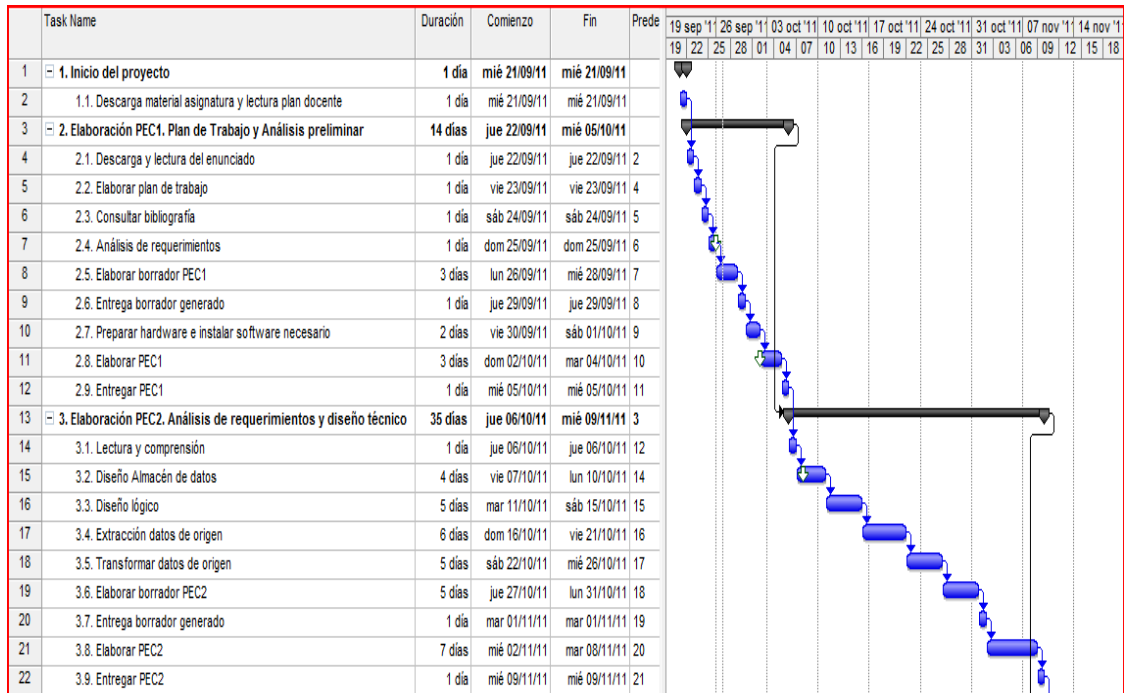 Task Name Duración Comienzo Fin Prede 19 sep '11 26 sep '11 03 oct '11 10 oct '11 17 oct '11 24 oct '11 31 oct '11 07 nov '11 14 nov '1
19 22 25 28 01 04 07 10 13 16 19 22 25 28 31 03 06 09 12 15 18
1 1. Inicio del proyecto 1 día mié 21/09/11 mié 21/09/11
2 1.1. Descarga material asignatura y lectura plan docente 1 día mié 21/09/11 mié 21/09/11
3 2. Elaboración PEC1. Plan de Trabajo y Análisis preliminar 14 días jue 22/09/11 mié 05/10/11
4 2.1. Descarga y lectura del enunciado 1 día jue 22/09/11 jue 22/09/11 2
5 2.2. Elaborar plan de trabajo 1 día vie 23/09/11 vie 23/09/11 4
6 2.3. Consultar bibliografía 1 día sáb 24/09/11 sáb 24/09/11 5
7 2.4. Análisis de requerimientos 1 día dom 25/09/11 dom 25/09/11 6
8 2.5. Elaborar borrador PEC1 3 días lun 26/09/11 mié 28/09/11 7
9 2.6. Entrega borrador generado 1 día jue 29/09/11 jue 29/09/11 8
10 2.7. Preparar hardware e instalar software necesario 2 días vie 30/09/11 sáb 01/10/11 9
11 2.8. Elaborar PEC1 3 días dom 02/10/11 mar 04/10/11 10
12 2.9. Entregar PEC1 1 día mié 05/10/11 mié 05/10/11 11
13 3. Elaboración PEC2. Análisis de requerimientos y diseño técnico 35 días jue 06/10/11 mié 09/11/11 3
14 3.1. Lectura y comprensión 1 día jue 06/10/11 jue 06/10/11 12
15 3.2. Diseño Almacén de datos 4 días vie 07/10/11 lun 10/10/11 14
16 3.3. Diseño lógico 5 días mar 11/10/11 sáb 15/10/11 15
17 3.4. Extracción datos de origen 6 días dom 16/10/11 vie 21/10/11 16
18 3.5. Transformar datos de origen 5 días sáb 22/10/11 mié 26/10/11 17
19 3.6. Elaborar borrador PEC2 5 días jue 27/10/11 lun 31/10/11 18
20 3.7. Entrega borrador generado 1 día mar 01/11/11 mar 01/11/11 19
21 3.8. Elaborar PEC2 7 días mié 02/11/11 mar 08/11/11 20
22 3.9. Entregar PEC2 1 día mié 09/11/11 mié 09/11/11 21